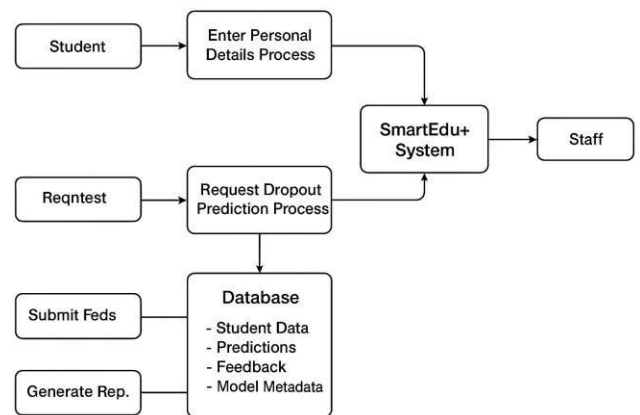 Student
Enter Personal
Details Process
SmartEdu+
System
Staff
Reqntest
Request Dropout
Prediction Process
Submit Feds
Database
- Student Data
- Predictions
- Feedback
- Model Metadata
Generate Rep.